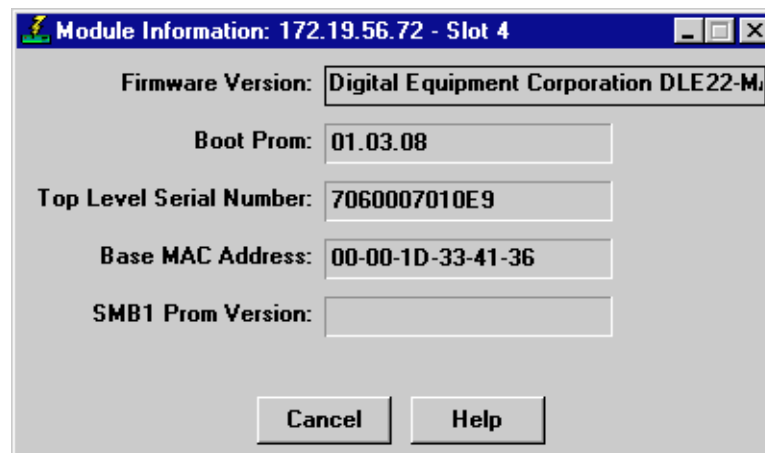 Module Information: 172.19.56.72 - Slot 4
Firmware Version: Digital Equipment Corporation
Boot Prom: 01.03.08
Top Level Serial Number: 7060007010E9
Base MAC Address: 00-00-1D-33-41-36
SMB1 Prom Version:
Cancel Help